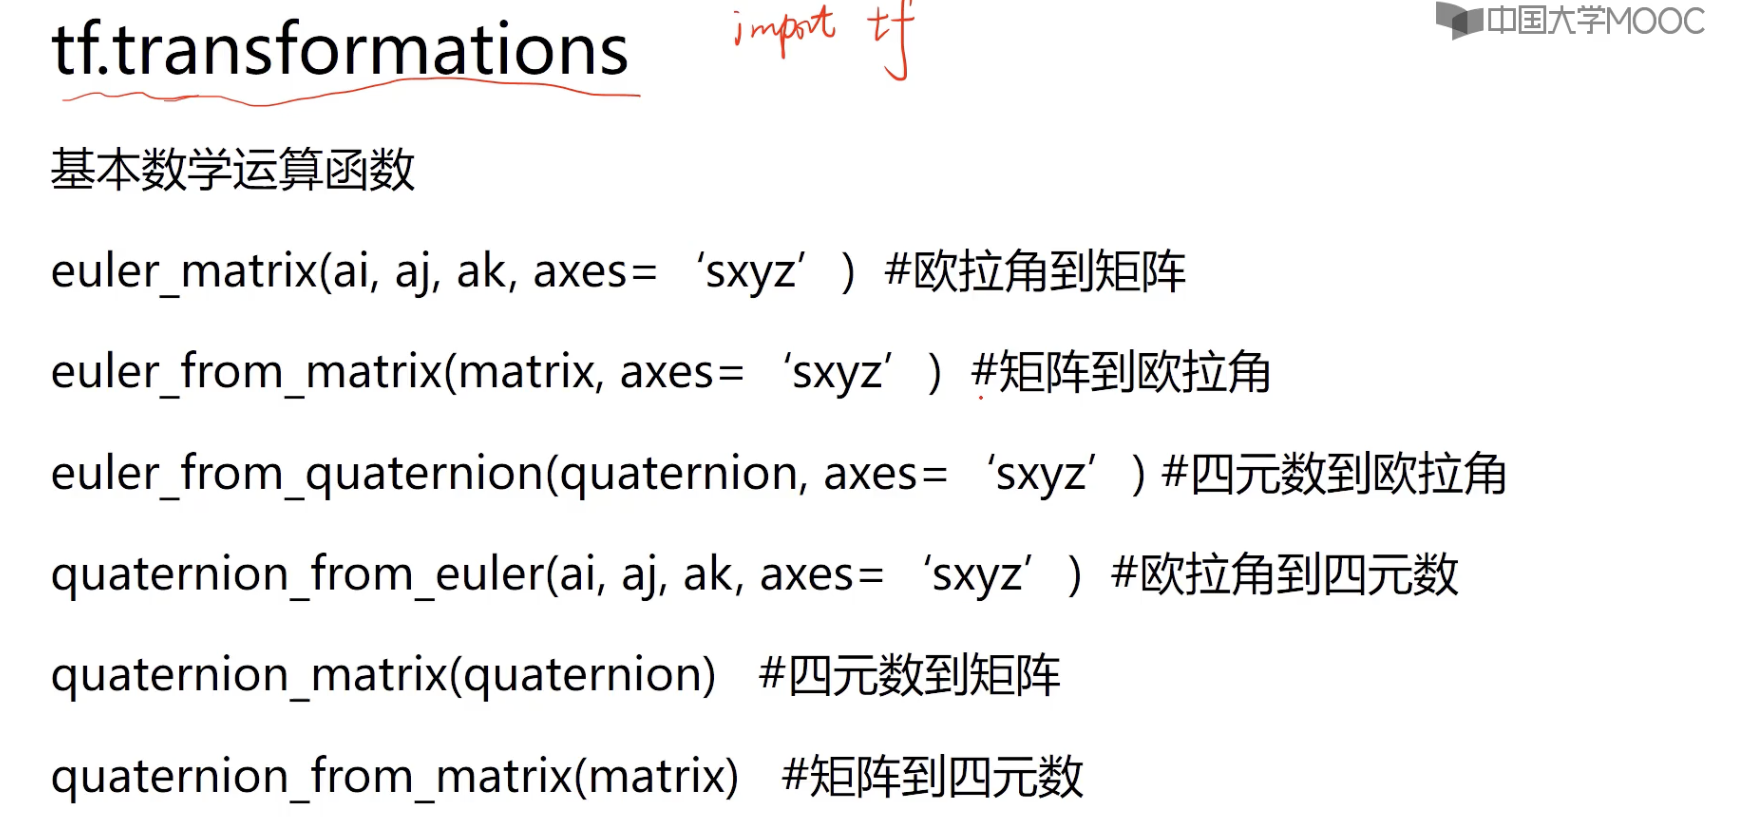 tf.transformations
import tf
中国大学MOOC
基本数学运算函数
euler_matrix(ai, aj, ak, axes= ‘sxyz’ ) #欧拉角到矩阵
euler_from_matrix(matrix, axes= ‘sxyz’ ) #矩阵到欧拉角
euler_from_quaternion(quaternion, axes= ‘sxyz’ ) #四元数到欧拉角
quaternion_from_euler(ai, aj, ak, axes= ‘sxyz’ ) #欧拉角到四元数
quaternion_matrix(quaternion) #四元数到矩阵
quaternion_from_matrix(matrix) #矩阵到四元数